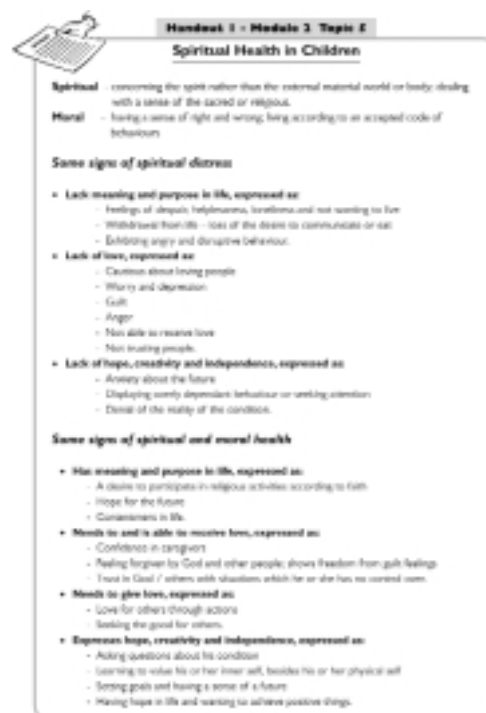 Handout 1 - Module 2 Topic 5
Spiritual Health in Children
Spiritual - concerning the spirit rather than the external material world or body; dealing
with a sense of the sacred or religious.
Moral - having a sense of right and wrong; living according to an accepted code of
behaviours
Some signs of spiritual distress
• Lack meaning and purpose in life, expressed as:
- Feelings of despair, helplessness, loneliness and not wanting to live
- Withdrawal from life - loss of the desire to communicate or eat
- Exhibiting angry and disruptive behaviour.
• Lack of love, expressed as:
- Cautious about loving people
- Worry and depression
- Guilt
- Anger
- Not able to receive love
- Not trusting people.
• Lack of hope, creativity and independence, expressed as:
- Anxiety about the future
- Displaying overly dependant behaviour or seeking attention
- Denial of the reality of the condition.
Some signs of spiritual and moral health
• Has meaning and purpose in life, expressed as:
- A desire to participate in religious activities according to faith
- Hope for the future
- Contentment in life.
• Needs to and is able to receive love, expressed as:
- Confidence in caregivers
- Feeling forgiven by God and other people; shows freedom from guilt feelings
- Trust in God / others with situations which he or she has no control over.
• Needs to give love, expressed as:
- Love for others through actions
- Seeking the good for others.
• Expresses hope, creativity and independence, expressed as:
- Asking questions about his condition
- Learning to value his or her inner self, besides his or her physical self
- Setting goals and having a sense of a future
- Having hope in life and wanting to achieve positive things.